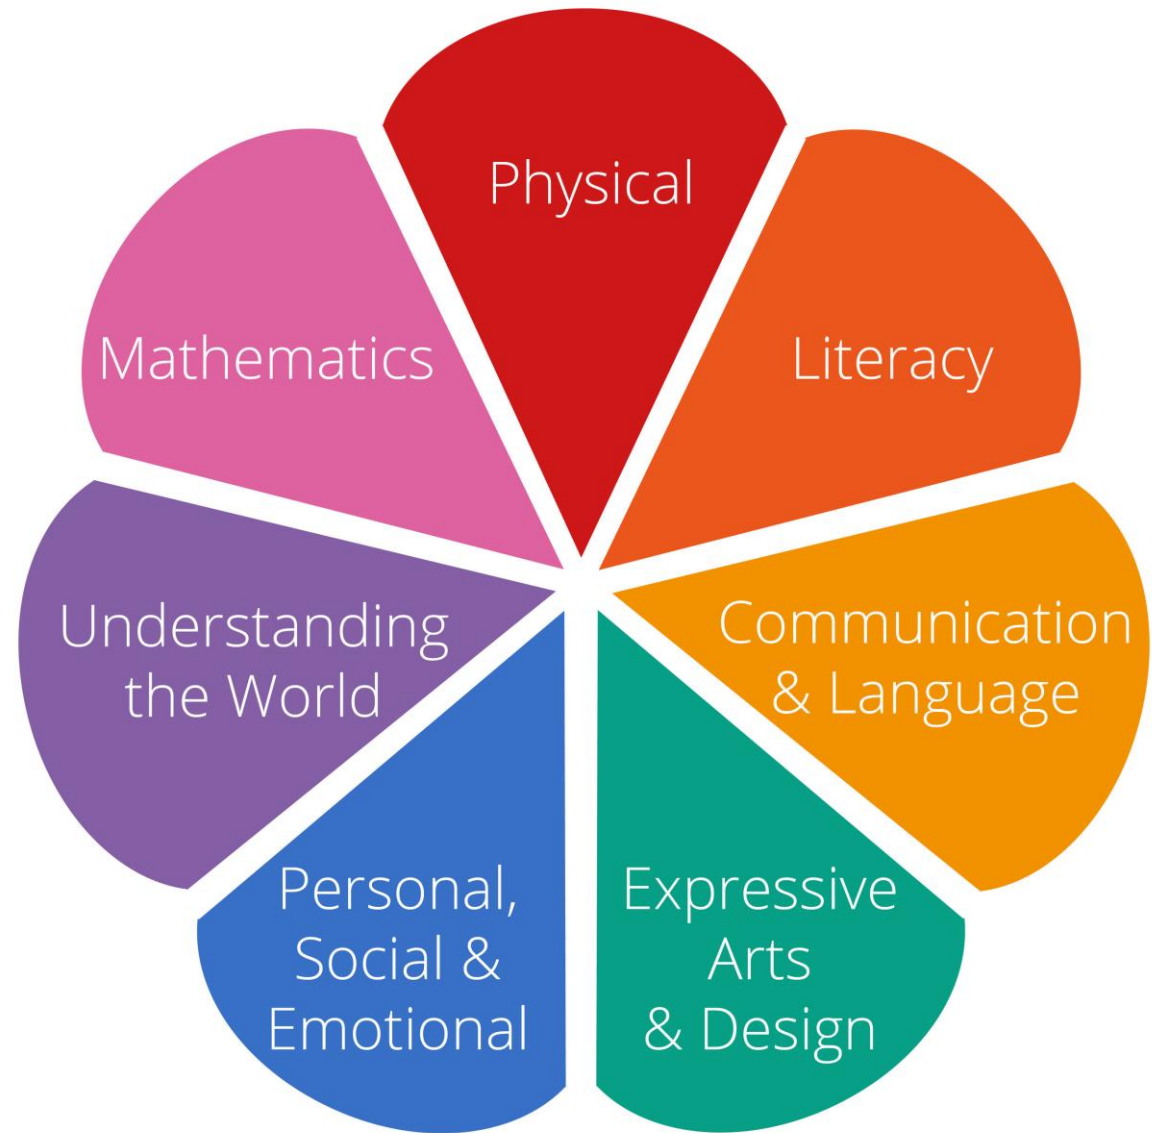 Physical
Literacy
Communication
& Language
Expressive
Arts
& Design
Personal,
Social &
Emotional
Understanding
the World
Mathematics